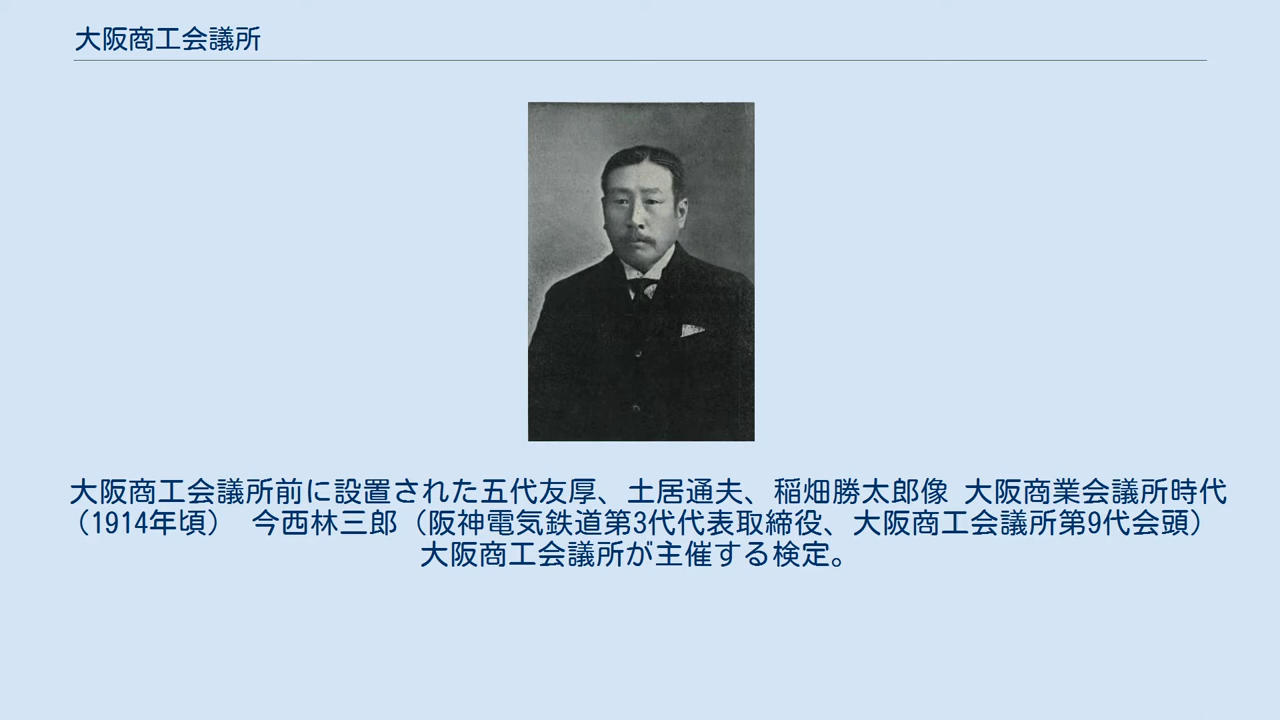 大阪商工会議所
大阪商工会議所前に設置された五代友厚、土居通夫、稲畑勝太郎像 大阪商業会議所時代
（1914年頃） 今西林三郎（阪神電気鉄道第3代代表取締役、大阪商工会議所第9代会頭）
大阪商工会議所が主催する検定。